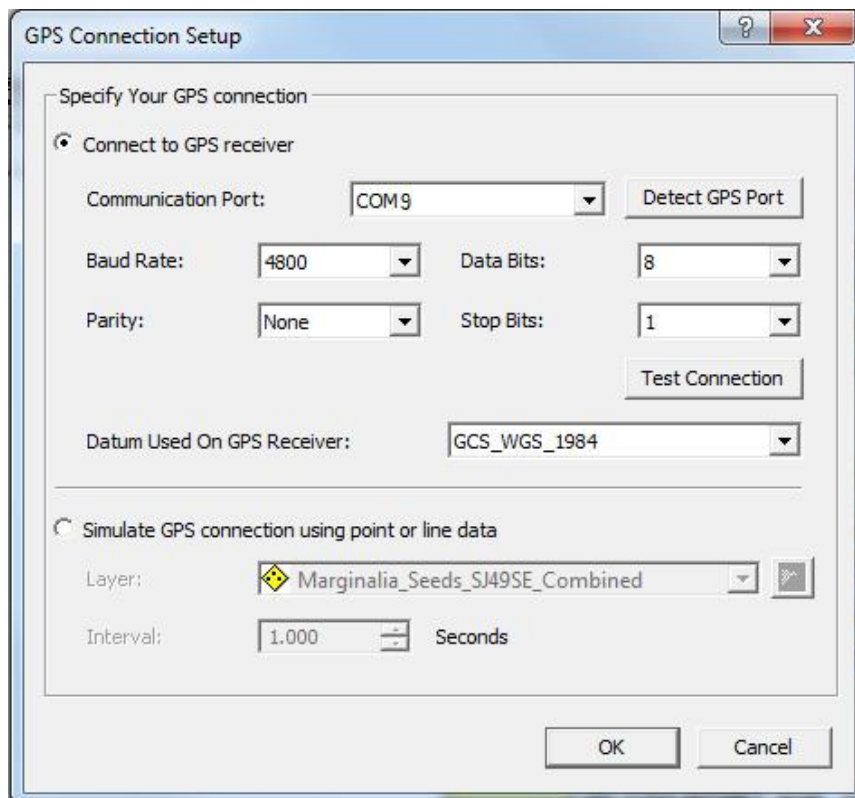 GPS Connection Setup
?
X
Specify Your GPS connection
Connect to GPS receiver
Communication Port: COM9 Detect GPS Port
Baud Rate: 4800 Data Bits: 8
Parity: None Stop Bits: 1
Test Connection
Datum Used On GPS Receiver: GCS_WGS_1984
Simulate GPS connection using point or line data
Layer: Marginalia_Seeds_SJ49SE_Combined
Interval: 1.000 Seconds
OK Cancel